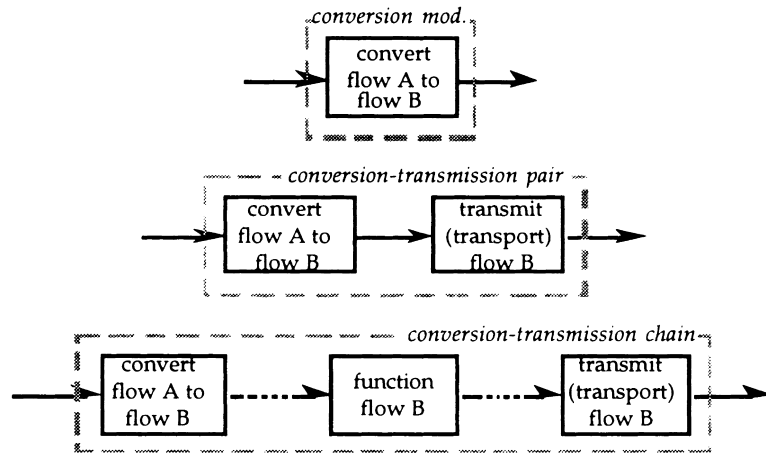 conversion mod.
convert
flow A to
flow B
conversion-transmission pair
convert
flow A to
flow B
transmit
(transport)
flow B
conversion-transmission chain
convert
flow A to
flow B
function
flow B
transmit
(transport)
flow B